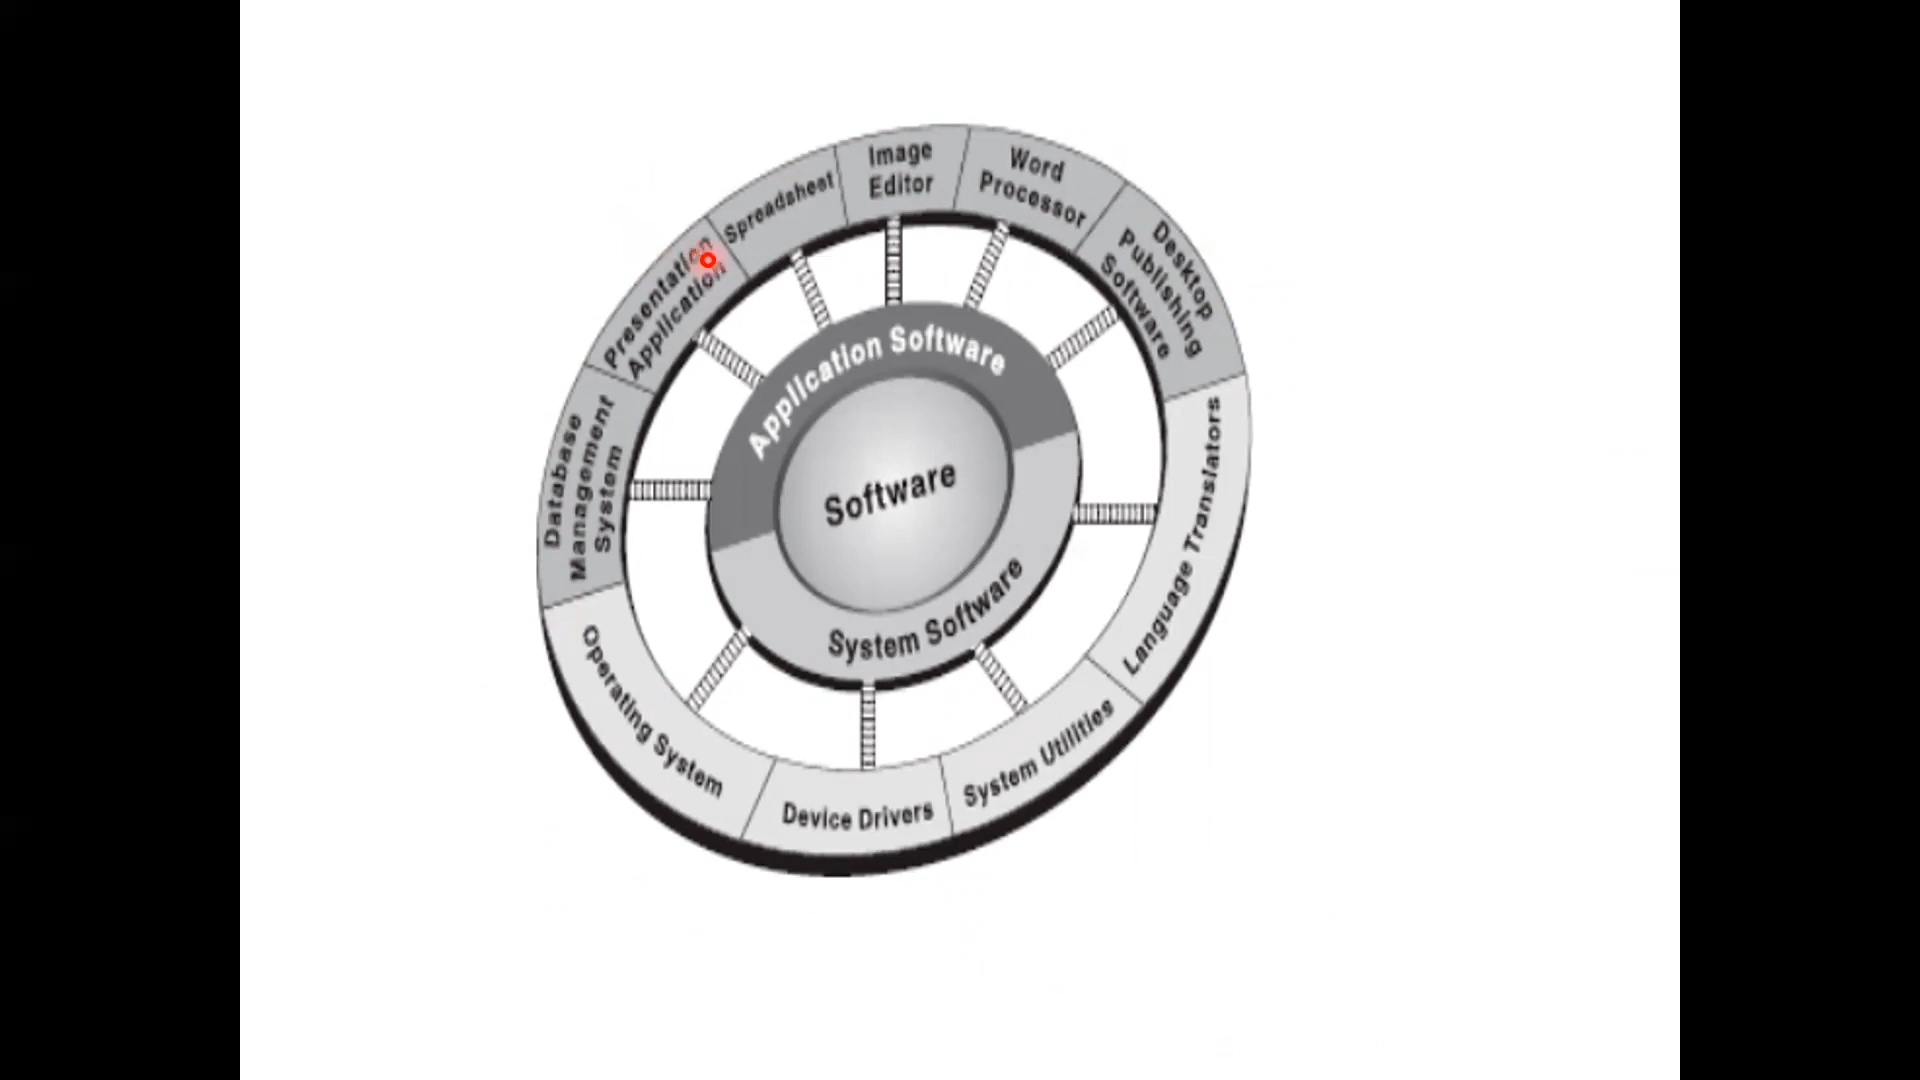 Image
Editor
Word
Processor
Desktop
Publishing
Software
Spreadsheet
Presentation
Application
Database
Management
System
Application Software
Software
System Software
Language Translators
System Utilities
Device Drivers
Operating System